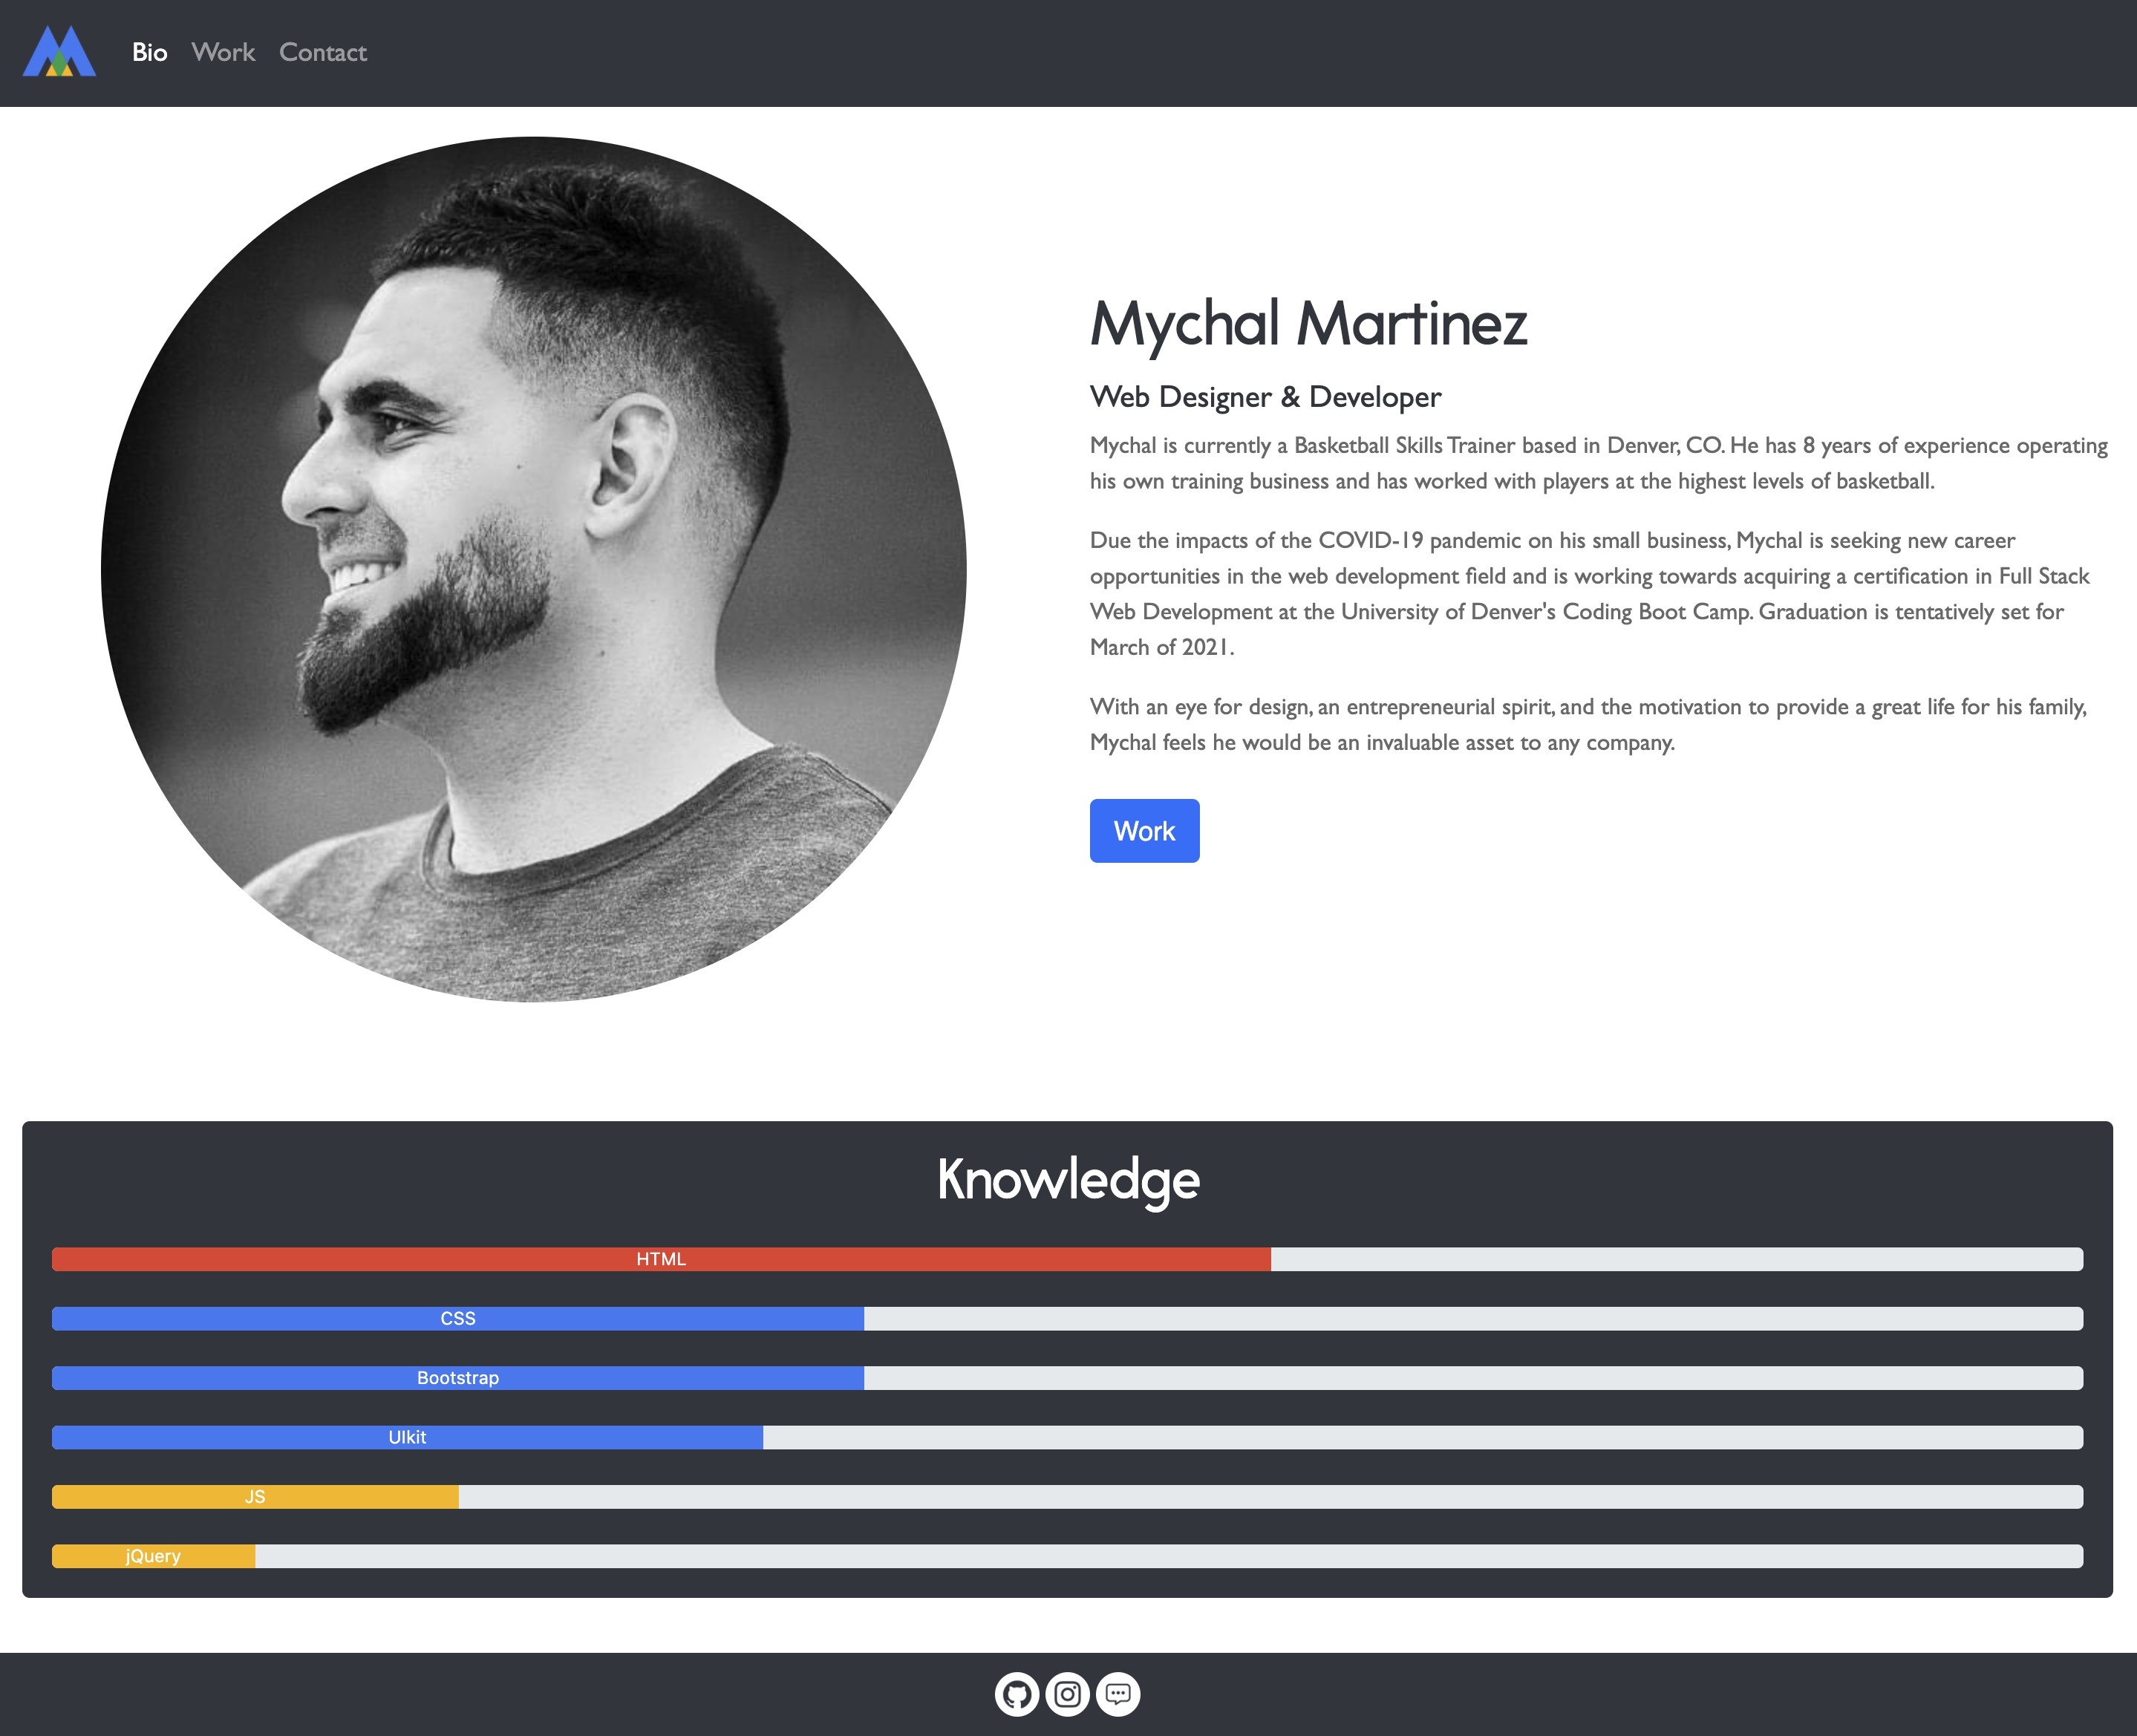 Bio Work Contact
Mychal Martinez
Web Designer & Developer
Mychal is currently a Basketball Skills Trainer based in Denver, CO. He has 8 years of experience operating
his own training business and has worked with players at the highest levels of basketball.
Due the impacts of the COVID-19 pandemic on his small business, Mychal is seeking new career
opportunities in the web development field and is working towards acquiring a certification in Full Stack
Web Development at the University of Denver's Coding Boot Camp. Graduation is tentatively set for
March of 2021.
With an eye for design, an entrepreneurial spirit, and the motivation to provide a great life for his family,
Mychal feels he would be an invaluable asset to any company.
Work
Knowledge
HTML
CSS
Bootstrap
UIkit
JS
jQuery